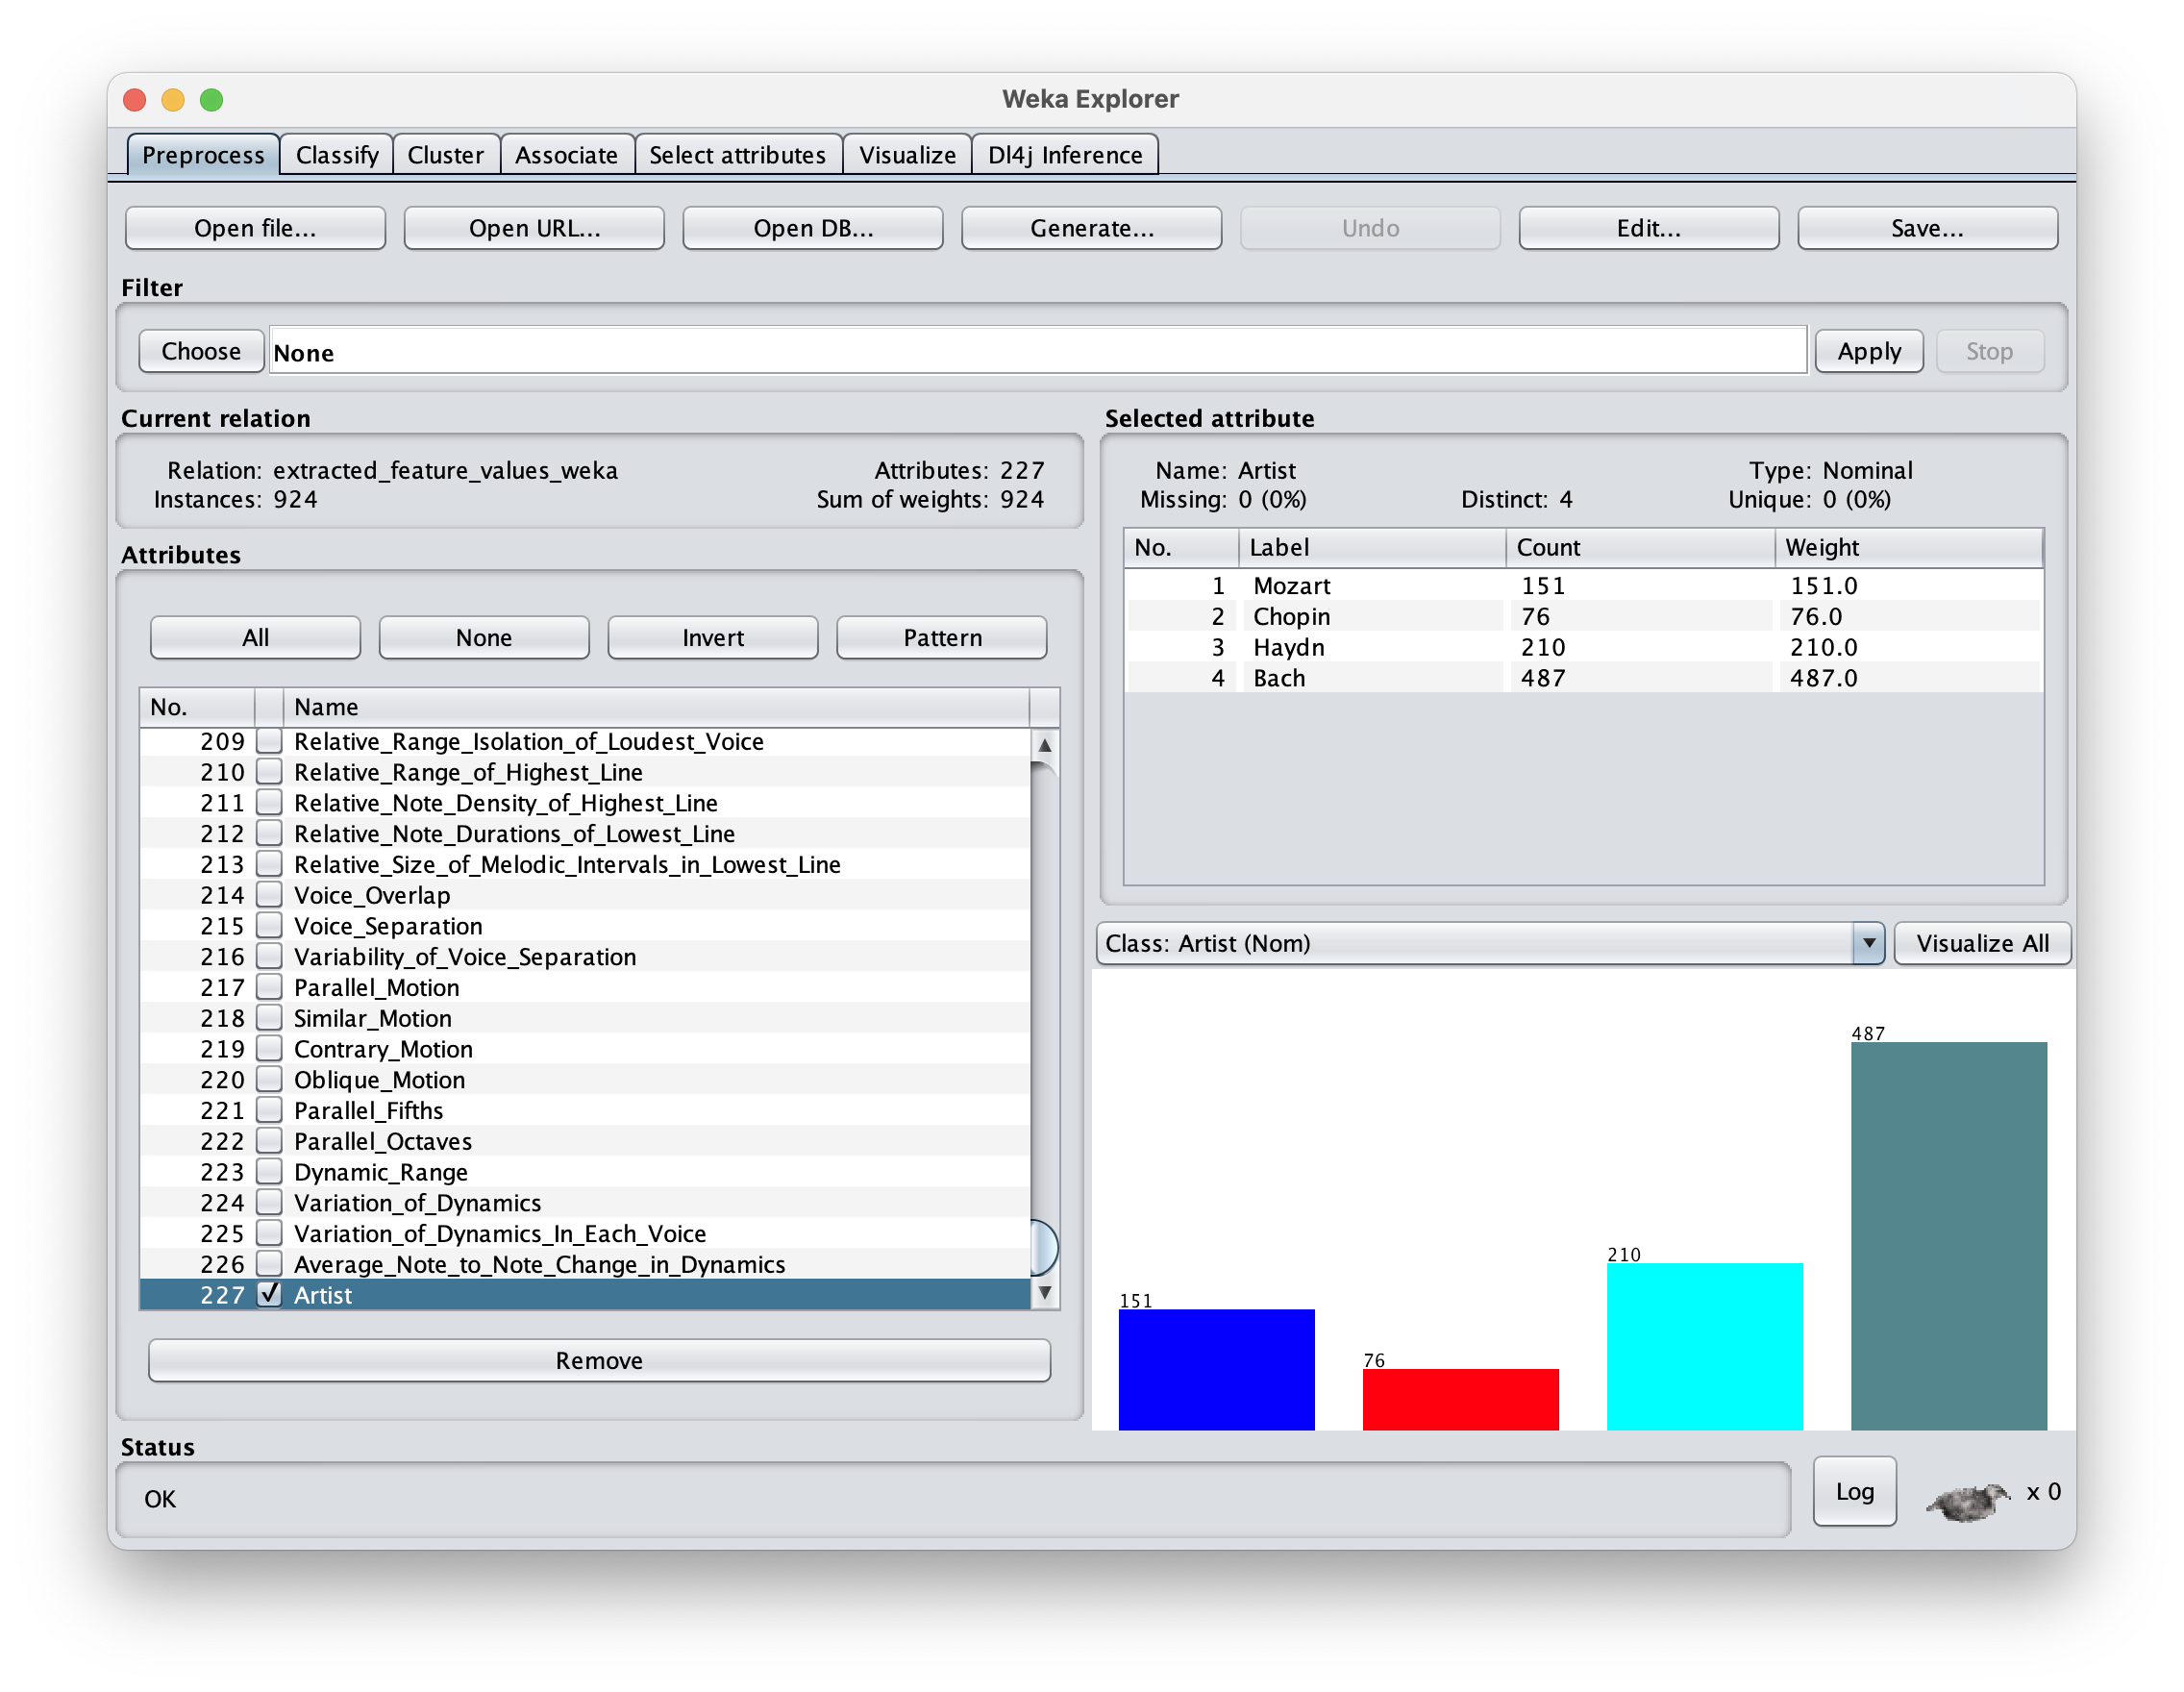 Weka Explorer
Preprocess Classify Cluster Associate Select attributes Visualize Dl4j Inference
Open file... Open URL... Open DB... Generate... Undo Edit... Save...
Filter
Choose None Apply Stop
Current relation
Relation: extracted_feature_values_weka Attributes: 227
Instances: 924 Sum of weights: 924
Attributes
All None Invert Pattern
No. Name
209 Relative_Range_Isolation_of_Loudest_Voice
210 Relative_Range_of_Highest_Line
211 Relative_Note_Density_of_Highest_Line
212 Relative_Note_Durations_of_Lowest_Line
213 Relative_Size_of_Melodic_Intervals_in_Lowest_Line
214 Voice_Overlap
215 Voice_Separation
216 Variability_of_Voice_Separation
217 Parallel_Motion
218 Similar_Motion
219 Contrary_Motion
220 Oblique_Motion
221 Parallel_Fifths
222 Parallel_Octaves
223 Dynamic_Range
224 Variation_of_Dynamics
225 Variation_of_Dynamics_In_Each_Voice
226 Average_Note_to_Note_Change_in_Dynamics
227 Artist
Remove
Selected attribute
Name: Artist Type: Nominal
Missing: 0 (0%) Distinct: 4 Unique: 0 (0%)
No. Label Count Weight
1 Mozart 151 151.0
2 Chopin 76 76.0
3 Haydn 210 210.0
4 Bach 487 487.0
Class: Artist (Nom) Visualize All
487
210
151
76
Status
OK
Log x 0